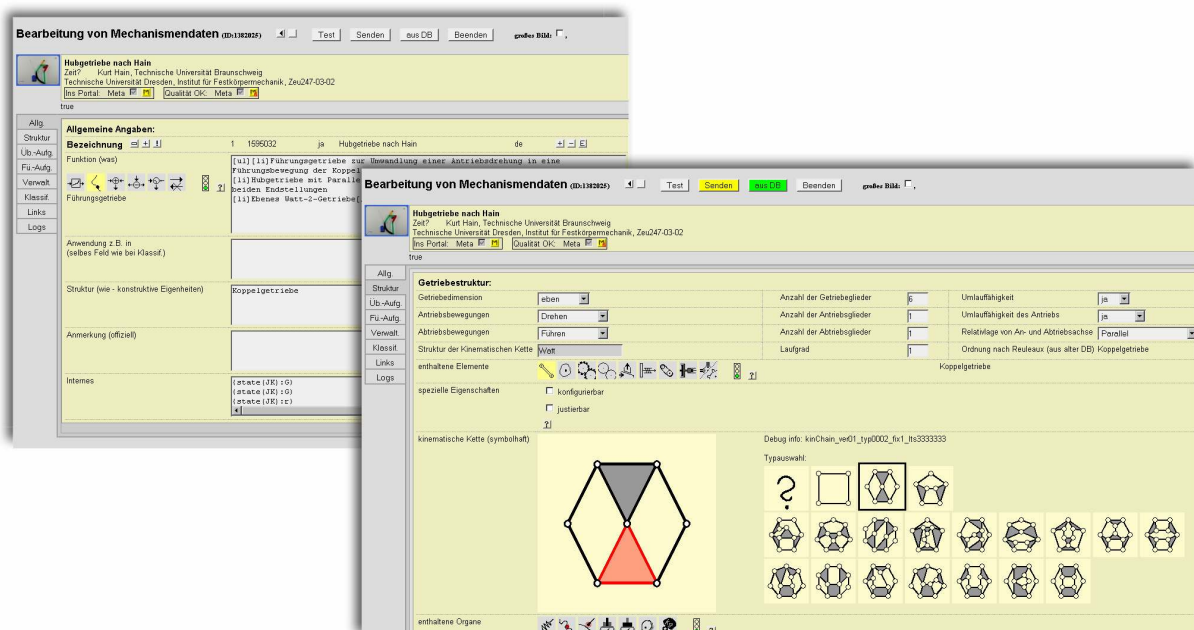 Bearbeitung von Mechanismendaten (ID:1382025) Test Senden aus DB Beenden großes Bild: .
Hubgetriebe nach Hain
Zeit? Kurt Hain, Technische Universität Braunschweig
Technische Universität Dresden, Institut für Festkörpermechanik, Zeu247-03-02
Ins Portal: Meta Qualität OK: Meta
true
Allg.
Struktur
Üb.-Aufg.
Fü.-Aufg.
Verwalt.
Klassif.
Links
Logs
Allgemeine Angaben:
Bezeichnung 1 1595032 ja Hubgetriebe nach Hain de
Funktion (was)
Führungsgetriebe
[ul][li]Führungsgetriebe zur Umwandlung einer Antriebsdrehung in eine
Führungsbewegung der Koppel
[li]Hubgetriebe mit Paralle
beiden Endstellungen
[li]Ebenes Watt-2-Getriebe[
Anwendung z.B. in
(selbes Feld wie bei Klassif.)
Struktur (wie - konstruktive Eigenheiten) Koppelgetriebe
Anmerkung (offiziell)
Internes
(state(JK):G)
(state(JK):G)
(state(JK):r)
Bearbeitung von Mechanismendaten (ID:1382025) Test Senden aus DB Beenden großes Bild: .
Hubgetriebe nach Hain
Zeit? Kurt Hain, Technische Universität Braunschweig
Technische Universität Dresden, Institut für Festkörpermechanik, Zeu247-03-02
Ins Portal: Meta Qualität OK: Meta
true
Allg.
Struktur
Üb.-Aufg.
Fü.-Aufg.
Verwalt.
Klassif.
Links
Logs
Getriebestruktur:
Getriebedimension eben Anzahl der Getriebeglieder 6 Umlauffähigkeit ja
Antriebsbewegungen Drehen Anzahl der Antriebsglieder 1 Umlauffähigkeit des Antriebs ja
Abtriebsbewegungen Führen Anzahl der Abtriebsglieder 1 Relativlage von An- und Abtriebsachse Parallel
Struktur der Kinematischen Kette Watt Laufgrad 1 Ordnung nach Reuleaux (aus alter DB) Koppelgetriebe
enthaltene Elemente ?! Koppelgetriebe
spezielle Eigenschaften konfigurierbar
justierbar
?!
kinematische Kette (symbolhaft) Debug info: kinChain_ver01_typ0002_fix1_lts3333333
Typauswahl:
?
enthaltene Organe